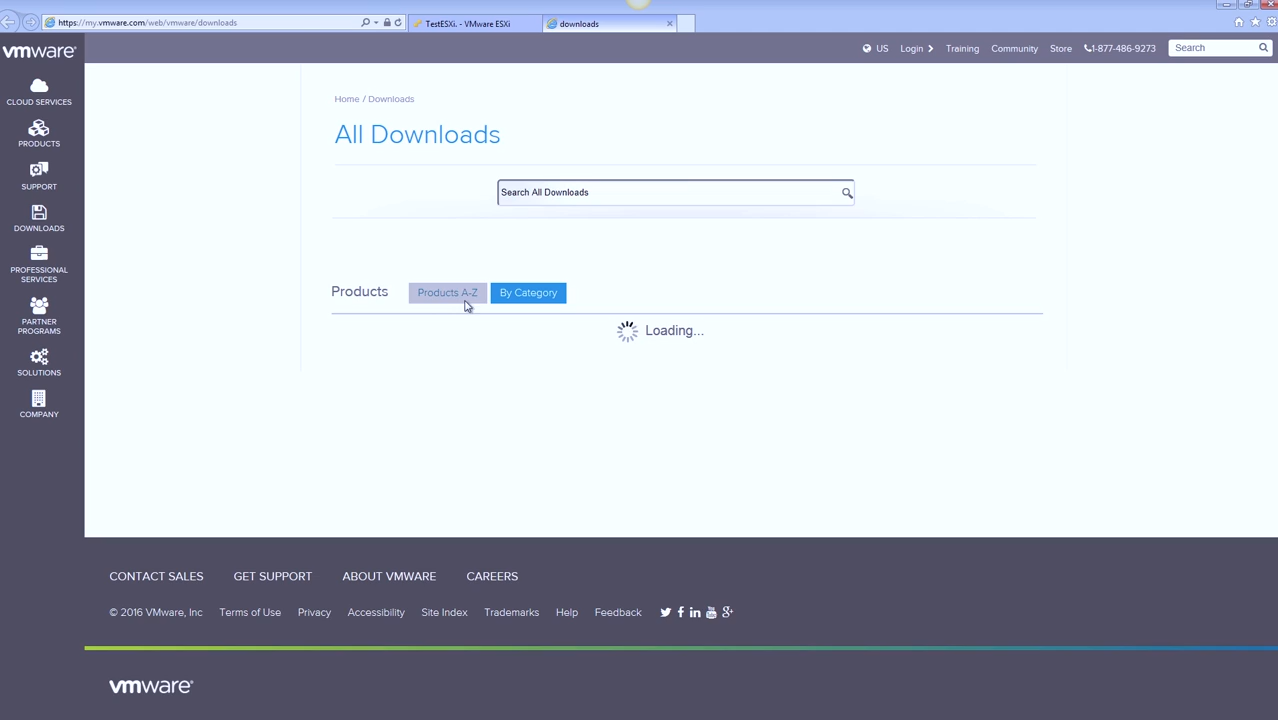 https://my.vmware.com/web/vmware/downloads
TestESXi. - VMware ESXi
downloads
vmware
US
Login
Training
Community
Store
1-877-486-9273
Search
CLOUD SERVICES
PRODUCTS
SUPPORT
DOWNLOADS
PROFESSIONAL
SERVICES
PARTNER
PROGRAMS
SOLUTIONS
COMPANY
Home / Downloads
All Downloads
Search All Downloads
Products
Products A-Z
By Category
Loading...
CONTACT SALES
GET SUPPORT
ABOUT VMWARE
CAREERS
© 2016 VMware, Inc
Terms of Use
Privacy
Accessibility
Site Index
Trademarks
Help
Feedback
vmware